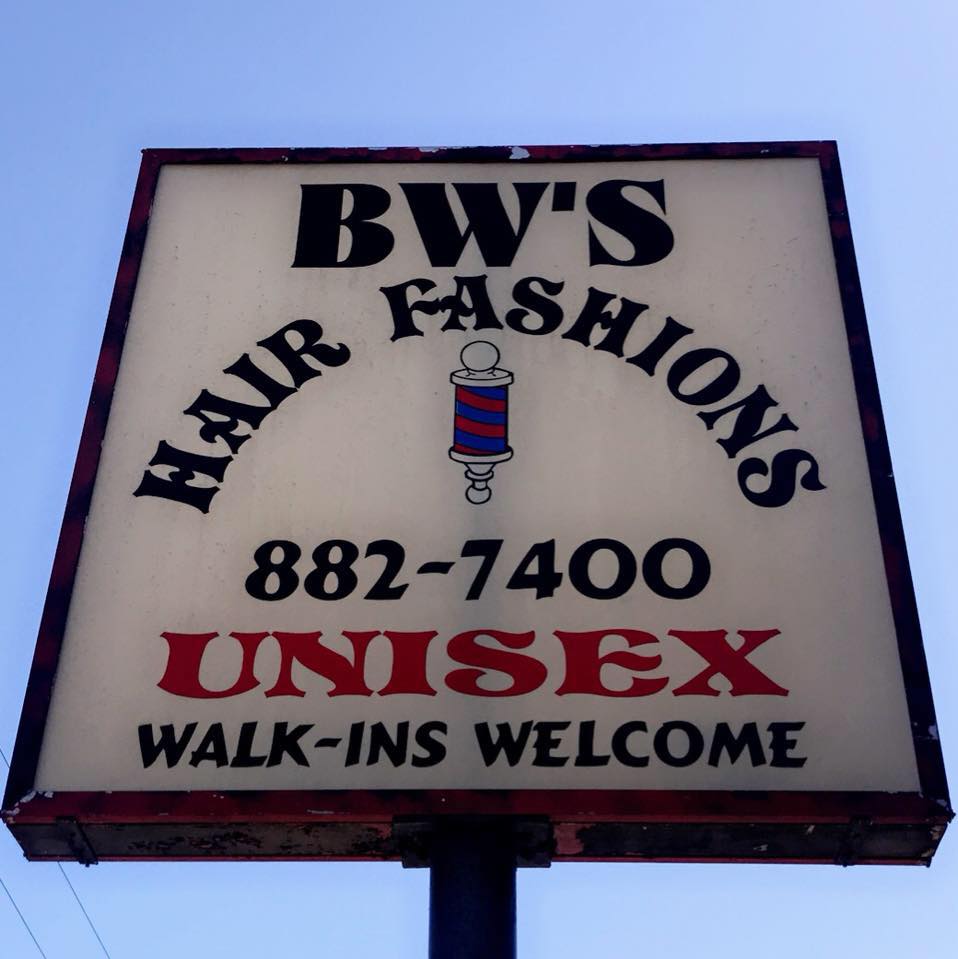 BW'S
HAIR FASHIONS
882-7400
UNISEX
WALK-INS WELCOME